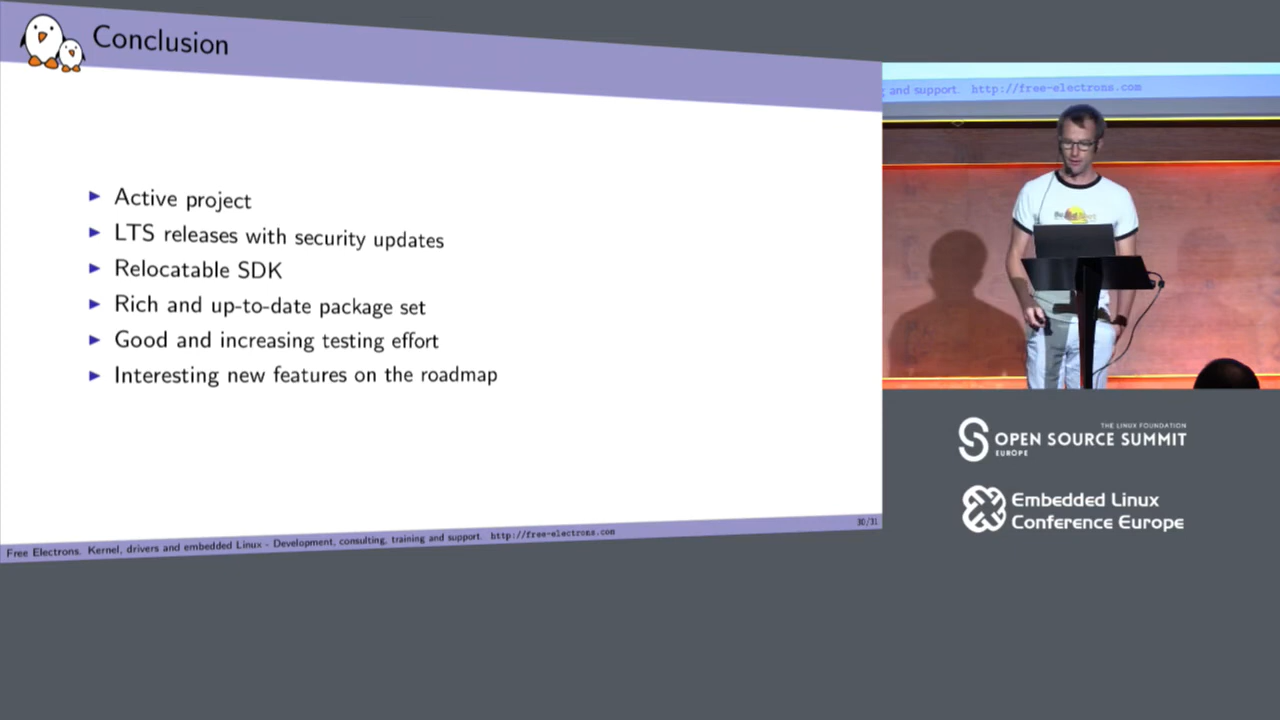 Conclusion
Active project
LTS releases with security updates
Relocatable SDK
Rich and up-to-date package set
Good and increasing testing effort
Interesting new features on the roadmap
30/31
Free Electrons. Kernel, drivers and embedded Linux - Development, consulting, training and support. http://free-electrons.com
and support. http://free-electrons.com
THE LINUX FOUNDATION
OPEN SOURCE SUMMIT
EUROPE
Embedded Linux
Conference Europe